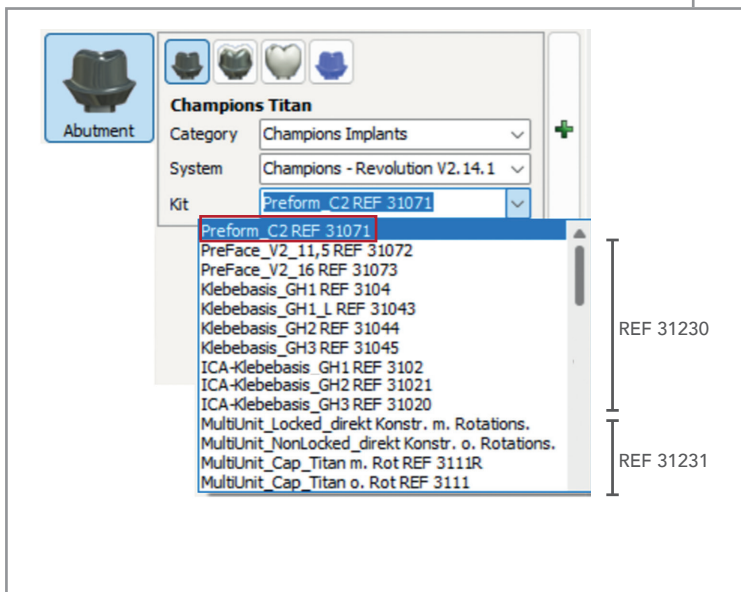 Abutment
Champions Titan
Category Champions Implants
System Champions - Revolution V2.14.1
Kit Preform_C2 REF 31071
Preform_C2 REF 31071
PreFace_V2_11,5 REF 31072
PreFace_V2_16 REF 31073
Klebebasis_GH1 REF 3104
Klebebasis_GH1_L REF 31043
Klebebasis_GH2 REF 31044
Klebebasis_GH3 REF 31045
ICA-Klebebasis_GH1 REF 3102
ICA-Klebebasis_GH2 REF 31021
ICA-Klebebasis_GH3 REF 31020
MultiUnit_Locked_direkt Konstr. m. Rotations.
MultiUnit_NonLocked_direkt Konstr. o. Rotations.
MultiUnit_Cap_Titan m. Rot REF 3111R
MultiUnit_Cap_Titan o. Rot REF 3111
REF 31230
REF 31231